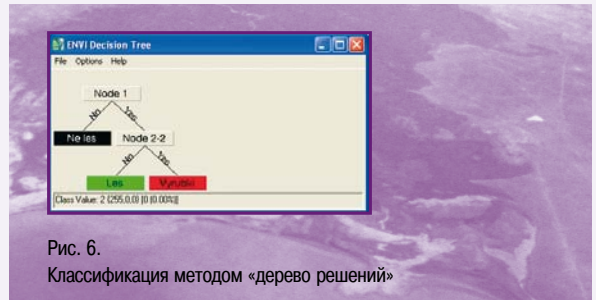 ENVI Decision Tree
File Options Help
Node 1
No Yes
Ne les Node 2-2
No Yes
Les Vyrubki
Class Value: 2 (255,0,0) [0 (0.00%)]
Рис. 6.
Классификация методом «дерево решений»